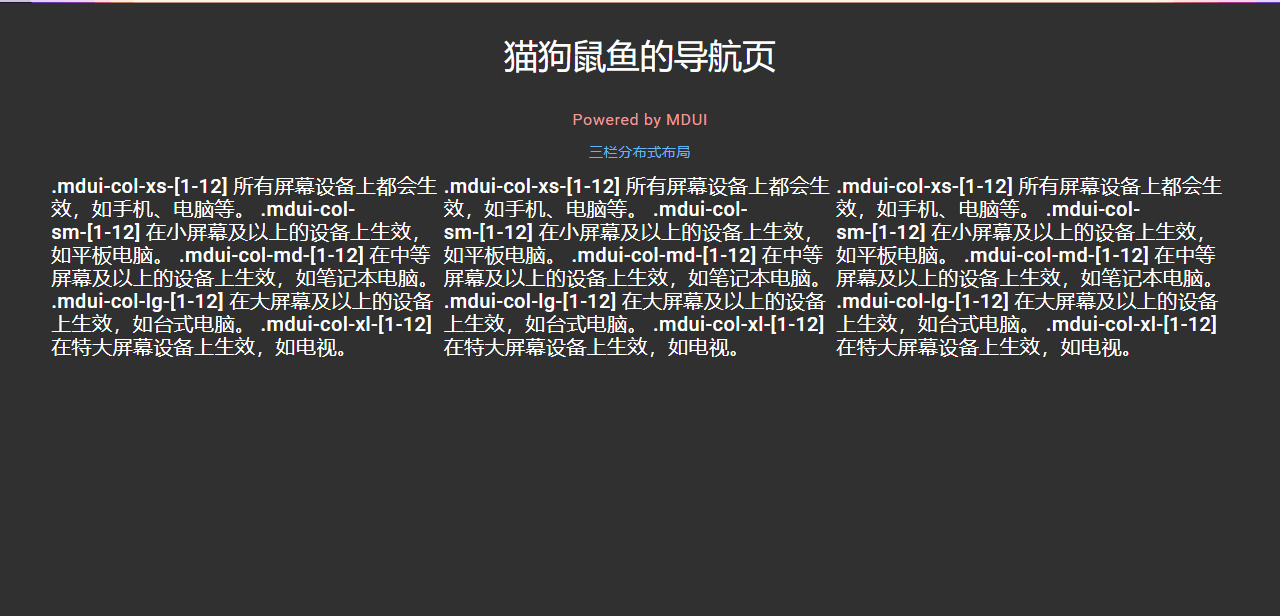 猫狗鼠鱼的导航页
Powered by MDUI
三栏分布式布局
.mdui-col-xs-[1-12] 所有屏幕设备上都会生
效，如手机、电脑等。 .mdui-col-
sm-[1-12] 在小屏幕及以上的设备上生效，
如平板电脑。 .mdui-col-md-[1-12] 在中等
屏幕及以上的设备上生效，如笔记本电脑。
.mdui-col-lg-[1-12] 在大屏幕及以上的设备
上生效，如台式电脑。 .mdui-col-xl-[1-12]
在特大屏幕设备上生效，如电视。
.mdui-col-xs-[1-12] 所有屏幕设备上都会生
效，如手机、电脑等。 .mdui-col-
sm-[1-12] 在小屏幕及以上的设备上生效，
如平板电脑。 .mdui-col-md-[1-12] 在中等
屏幕及以上的设备上生效，如笔记本电脑。
.mdui-col-lg-[1-12] 在大屏幕及以上的设备
上生效，如台式电脑。 .mdui-col-xl-[1-12]
在特大屏幕设备上生效，如电视。
.mdui-col-xs-[1-12] 所有屏幕设备上都会生
效，如手机、电脑等。 .mdui-col-
sm-[1-12] 在小屏幕及以上的设备上生效，
如平板电脑。 .mdui-col-md-[1-12] 在中等
屏幕及以上的设备上生效，如笔记本电脑。
.mdui-col-lg-[1-12] 在大屏幕及以上的设备
上生效，如台式电脑。 .mdui-col-xl-[1-12]
在特大屏幕设备上生效，如电视。